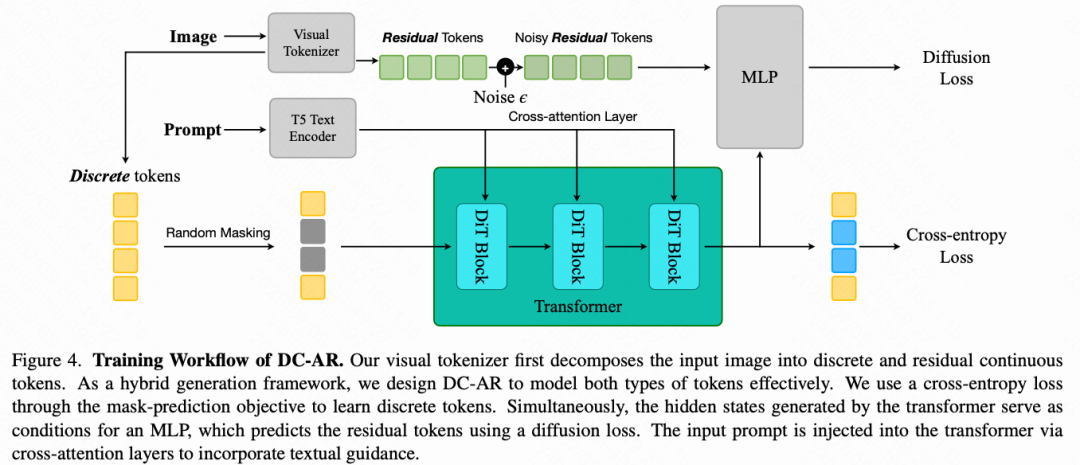 Image
Visual
Tokenizer
Residual Tokens
Noisy Residual Tokens
Noise ϵ
MLP
Diffusion
Loss
Prompt
T5 Text
Encoder
Cross-attention Layer
Discrete tokens
Random Masking
DiT Block
DiT Block
DiT Block
Transformer
Cross-entropy
Loss
Figure 4. Training Workflow of DC-AR. Our visual tokenizer first decomposes the input image into discrete and residual continuous
tokens. As a hybrid generation framework, we design DC-AR to model both types of tokens effectively. We use a cross-entropy loss
through the mask-prediction objective to learn discrete tokens. Simultaneously, the hidden states generated by the transformer serve as
conditions for an MLP, which predicts the residual tokens using a diffusion loss. The input prompt is injected into the transformer via
cross-attention layers to incorporate textual guidance.